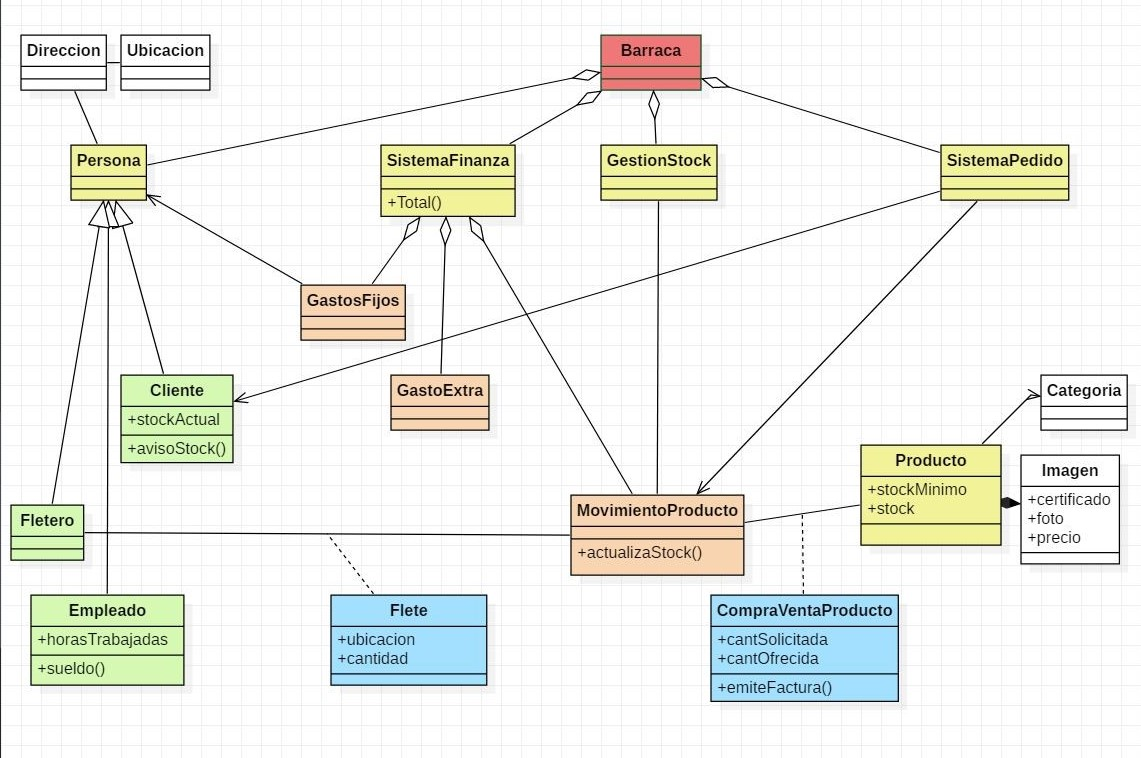 Direccion
Ubicacion
Barraca
Persona
SistemaFinanza
+Total()
GestionStock
SistemaPedido
GastosFijos
Cliente
+stockActual
+avisoStock()
GastoExtra
Categoria
Producto
+stockMinimo
+stock
Imagen
+certificado
+foto
+precio
Fletero
MovimientoProducto
+actualizaStock()
Empleado
+horasTrabajadas
+sueldo()
Flete
+ubicacion
+cantidad
CompraVentaProducto
+cantSolicitada
+cantOfrecida
+emiteFactura()